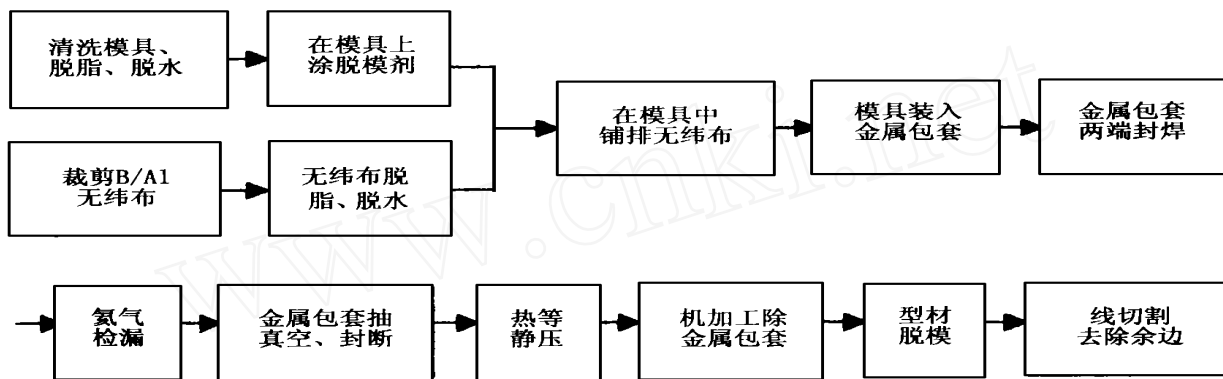 清洗模具、
脱脂、脱水
在模具上
涂脱模剂
裁剪B/Al
无纬布
无纬布脱
脂、脱水
在模具中
铺排无纬布
模具装入
金属包套
金属包套
两端封焊
氦气
检漏
金属包套抽
真空、封断
热等
静压
机加工除
金属包套
型材
脱模
线切割
去除余边
www.cnki.net